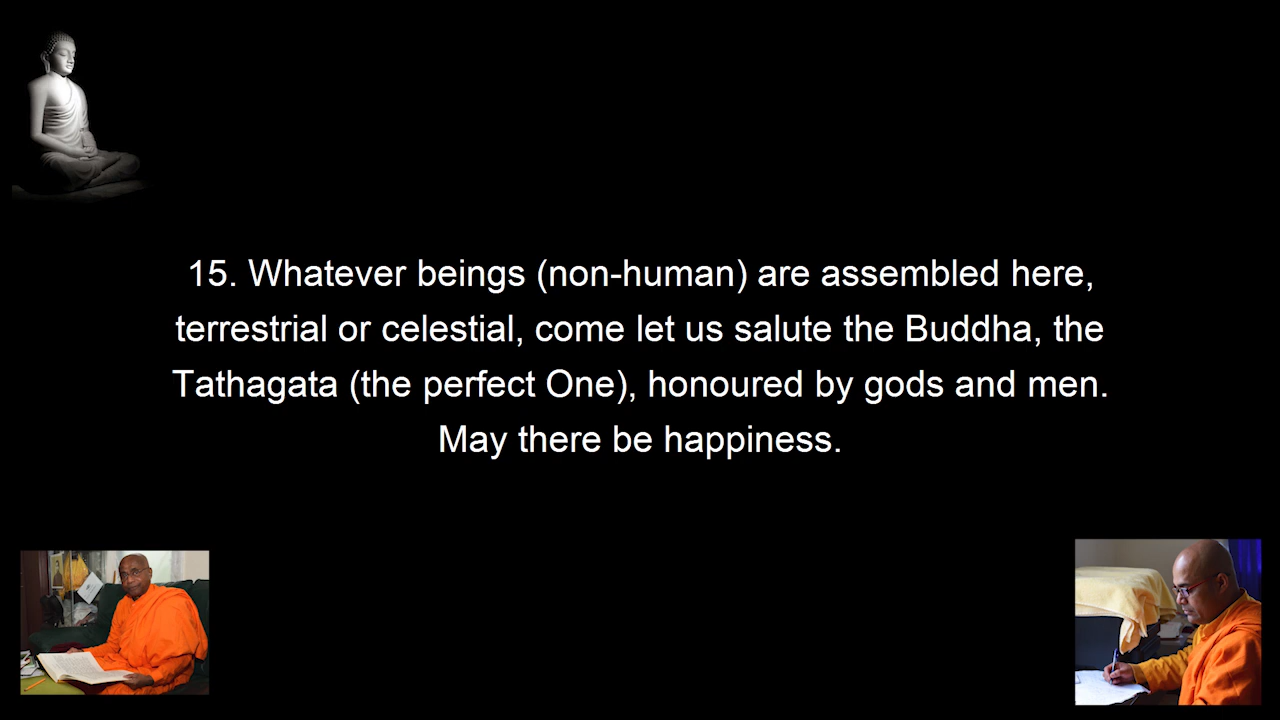 15. Whatever beings (non-human) are assembled here,
terrestrial or celestial, come let us salute the Buddha, the
Tathagata (the perfect One), honoured by gods and men.
May there be happiness.